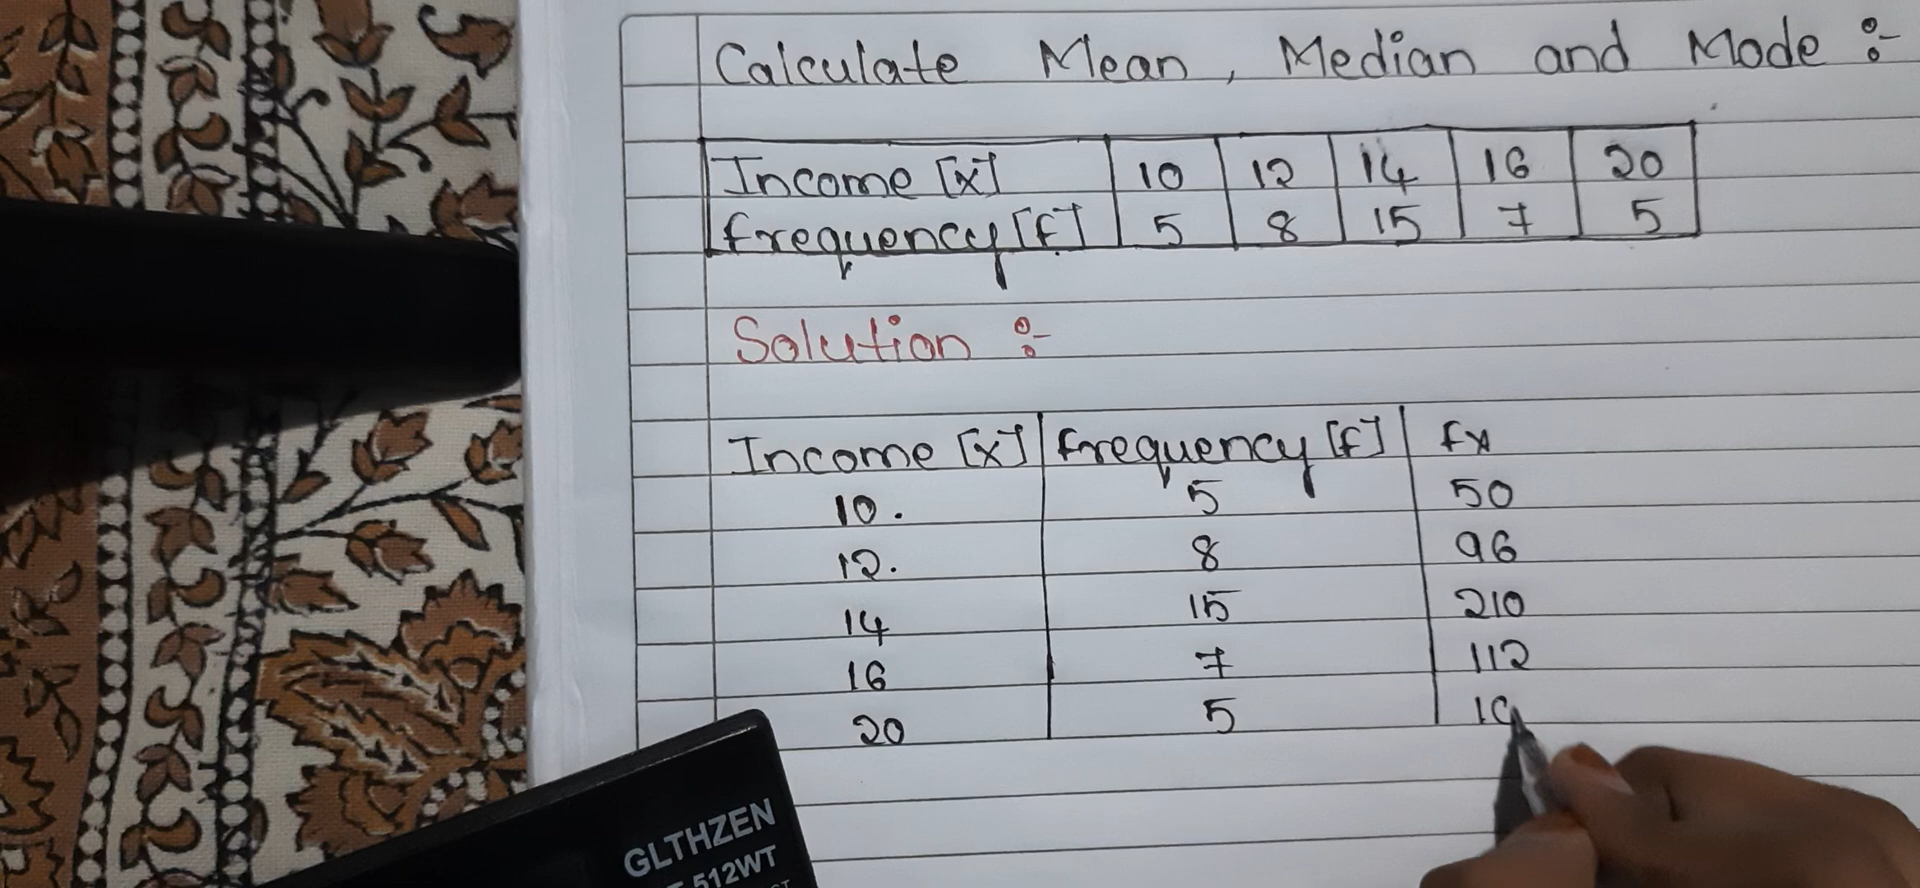 Calculate Mean, Median and Mode :-
Income [x] 10 12 14 16 20
frequency [f] 5 8 15 7 5
Solution :-
Income [x] frequency [f] fx
10. 5 50
12. 8 96
14 15 210
16 7 112
20 5 10
GLTHZEN
512WT